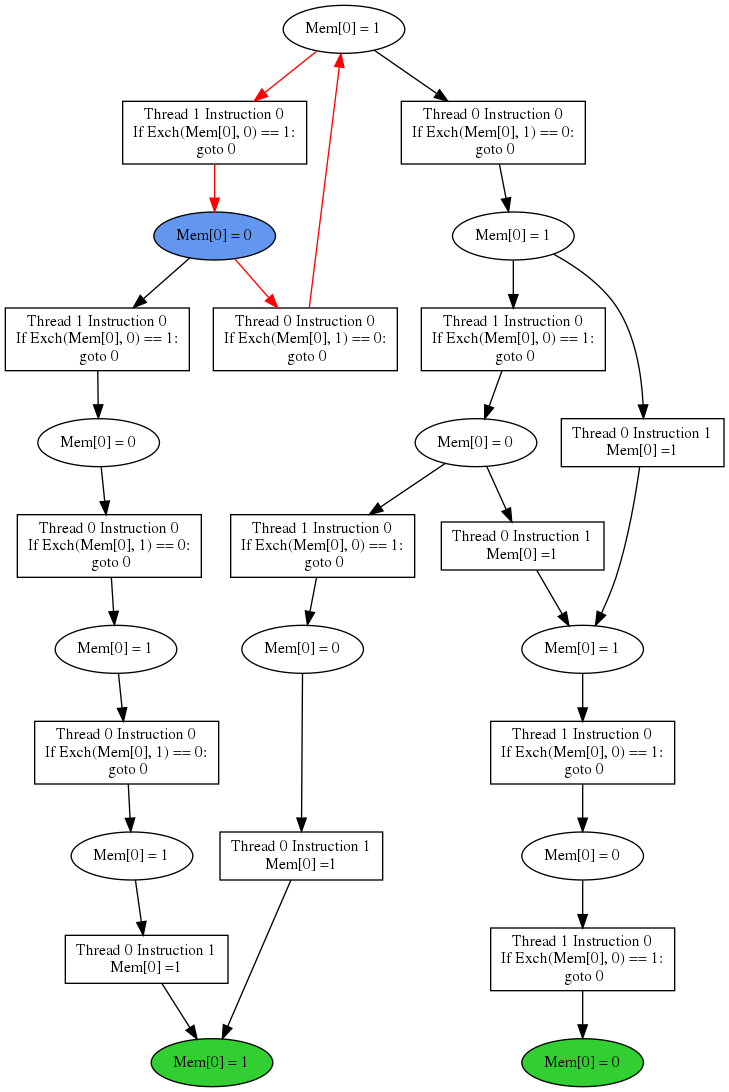 Mem[0] = 1
Thread 1 Instruction 0
If Exch(Mem[0], 0) == 1:
goto 0
Thread 0 Instruction 0
If Exch(Mem[0], 1) == 0:
goto 0
Mem[0] = 0
Mem[0] = 1
Thread 1 Instruction 0
If Exch(Mem[0], 0) == 1:
goto 0
Thread 0 Instruction 0
If Exch(Mem[0], 1) == 0:
goto 0
Thread 1 Instruction 0
If Exch(Mem[0], 0) == 1:
goto 0
Mem[0] = 0
Mem[0] = 0
Thread 0 Instruction 1
Mem[0] =1
Thread 0 Instruction 0
If Exch(Mem[0], 1) == 0:
goto 0
Thread 1 Instruction 0
If Exch(Mem[0], 0) == 1:
goto 0
Thread 0 Instruction 1
Mem[0] =1
Mem[0] = 1
Mem[0] = 0
Mem[0] = 1
Thread 0 Instruction 0
If Exch(Mem[0], 1) == 0:
goto 0
Thread 1 Instruction 0
If Exch(Mem[0], 0) == 1:
goto 0
Mem[0] = 1
Thread 0 Instruction 1
Mem[0] =1
Mem[0] = 0
Thread 0 Instruction 1
Mem[0] =1
Thread 1 Instruction 0
If Exch(Mem[0], 0) == 1:
goto 0
Mem[0] = 1
Mem[0] = 0